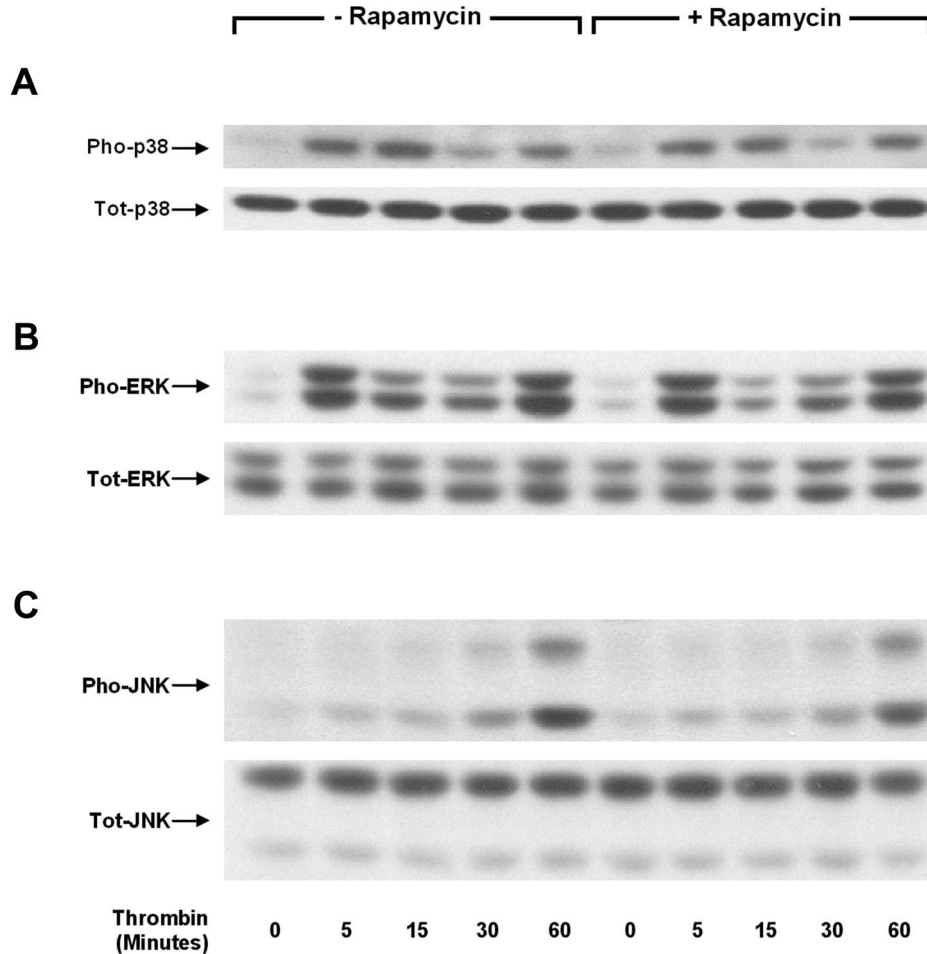 - Rapamycin + Rapamycin
A
Pho-p38
Tot-p38
B
Pho-ERK
Tot-ERK
C
Pho-JNK
Tot-JNK
Thrombin
(Minutes)
0 5 15 30 60 0 5 15 30 60